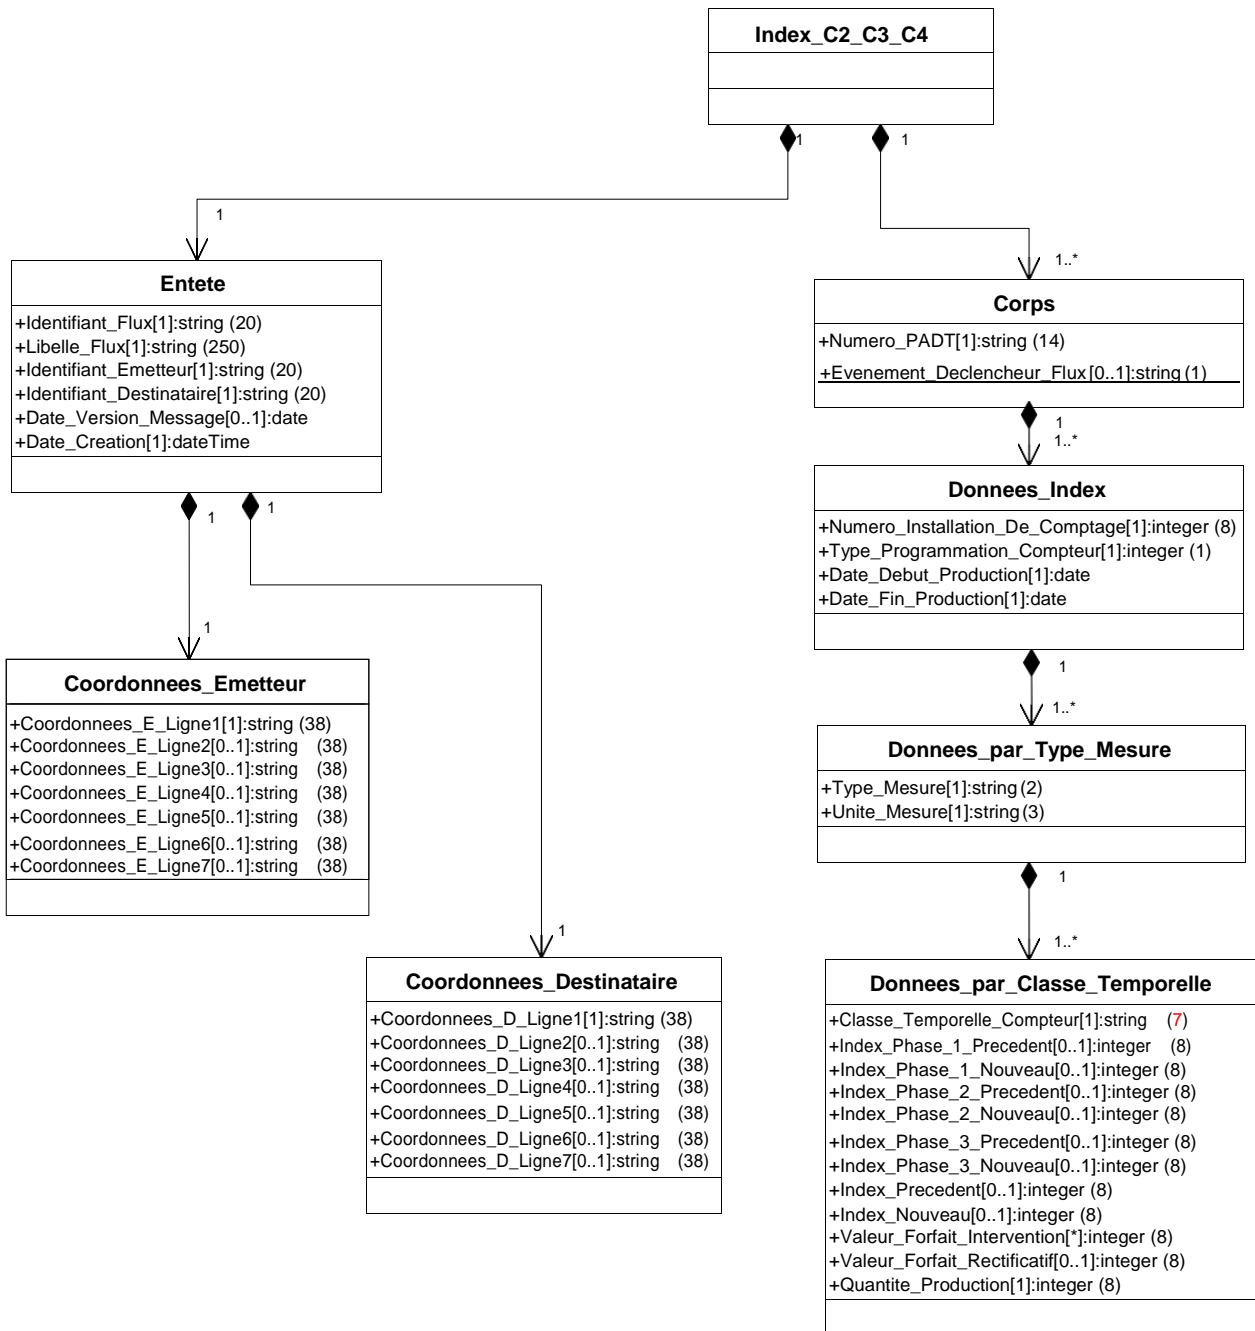 Index_C2_C3_C4
1
1
1
1..*
Entete
+Identifiant_Flux[1]:string (20)
+Libelle_Flux[1]:string (250)
+Identifiant_Emetteur[1]:string (20)
+Identifiant_Destinataire[1]:string (20)
+Date_Version_Message[0..1]:date
+Date_Creation[1]:dateTime
1
1
Corps
+Numero_PADT[1]:string (14)
+Evenement_Declencheur_Flux[0..1]:string (1)
1
1..*
Donnees_Index
+Numero_Installation_De_Comptage[1]:integer (8)
+Type_Programmation_Compteur[1]:integer (1)
+Date_Debut_Production[1]:date
+Date_Fin_Production[1]:date
1
1..*
1
Coordonnees_Emetteur
+Coordonnees_E_Ligne1[1]:string (38)
+Coordonnees_E_Ligne2[0..1]:string (38)
+Coordonnees_E_Ligne3[0..1]:string (38)
+Coordonnees_E_Ligne4[0..1]:string (38)
+Coordonnees_E_Ligne5[0..1]:string (38)
+Coordonnees_E_Ligne6[0..1]:string (38)
+Coordonnees_E_Ligne7[0..1]:string (38)
Donnees_par_Type_Mesure
+Type_Mesure[1]:string (2)
+Unite_Mesure[1]:string (3)
1
1..*
1
Coordonnees_Destinataire
+Coordonnees_D_Ligne1[1]:string (38)
+Coordonnees_D_Ligne2[0..1]:string (38)
+Coordonnees_D_Ligne3[0..1]:string (38)
+Coordonnees_D_Ligne4[0..1]:string (38)
+Coordonnees_D_Ligne5[0..1]:string (38)
+Coordonnees_D_Ligne6[0..1]:string (38)
+Coordonnees_D_Ligne7[0..1]:string (38)
Donnees_par_Classe_Temporelle
+Classe_Temporelle_Compteur[1]:string (7)
+Index_Phase_1_Precedent[0..1]:integer (8)
+Index_Phase_1_Nouveau[0..1]:integer (8)
+Index_Phase_2_Precedent[0..1]:integer (8)
+Index_Phase_2_Nouveau[0..1]:integer (8)
+Index_Phase_3_Precedent[0..1]:integer (8)
+Index_Phase_3_Nouveau[0..1]:integer (8)
+Index_Precedent[0..1]:integer (8)
+Index_Nouveau[0..1]:integer (8)
+Valeur_Forfait_Intervention[*]:integer (8)
+Valeur_Forfait_Rectificatif[0..1]:integer (8)
+Quantite_Production[1]:integer (8)